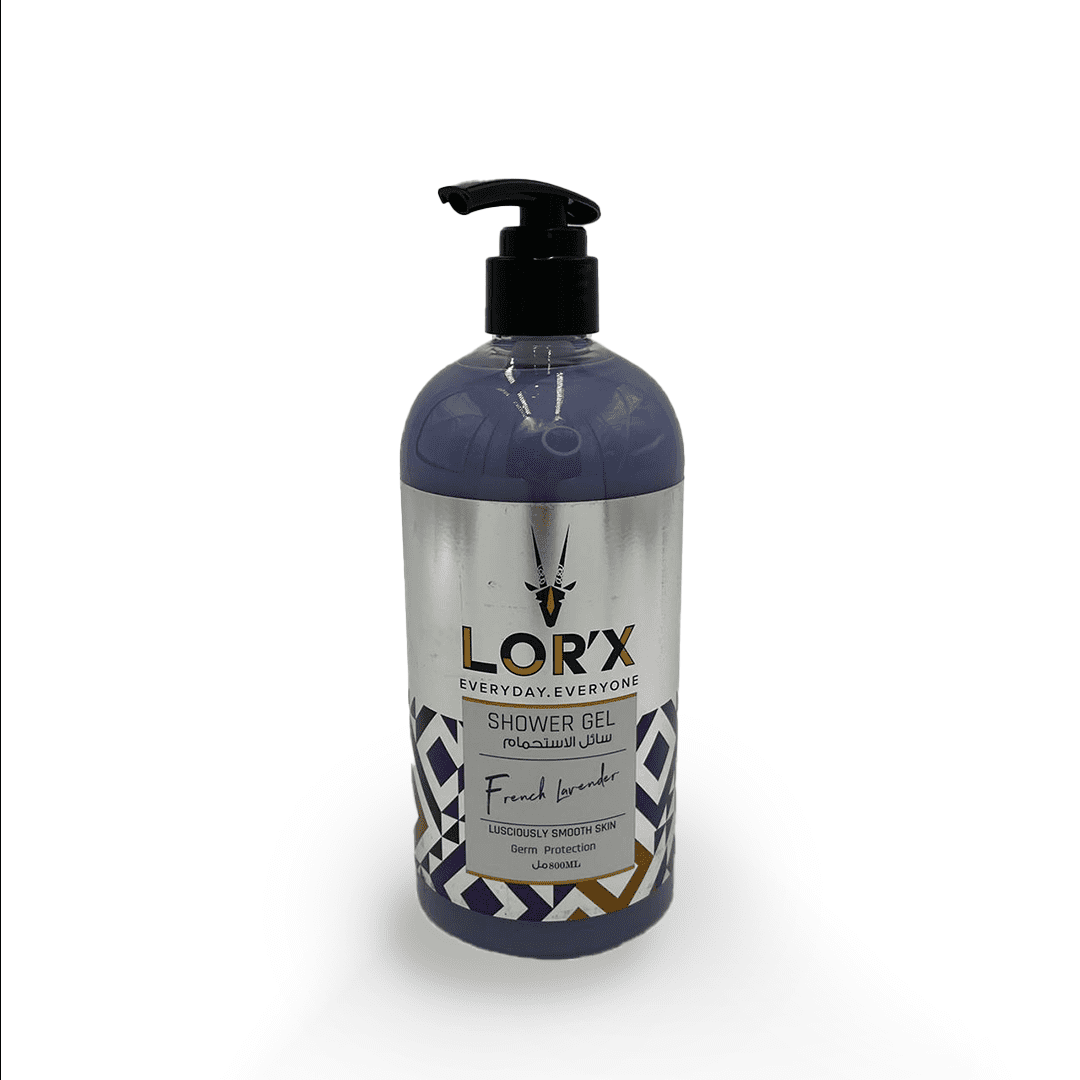 LOR'X
EVERYDAY.EVERYONE
SHOWER GEL
سائل الاستحمام
French Lavender
LUSCIOUSLY SMOOTH SKIN
Germ Protection
800ML مل